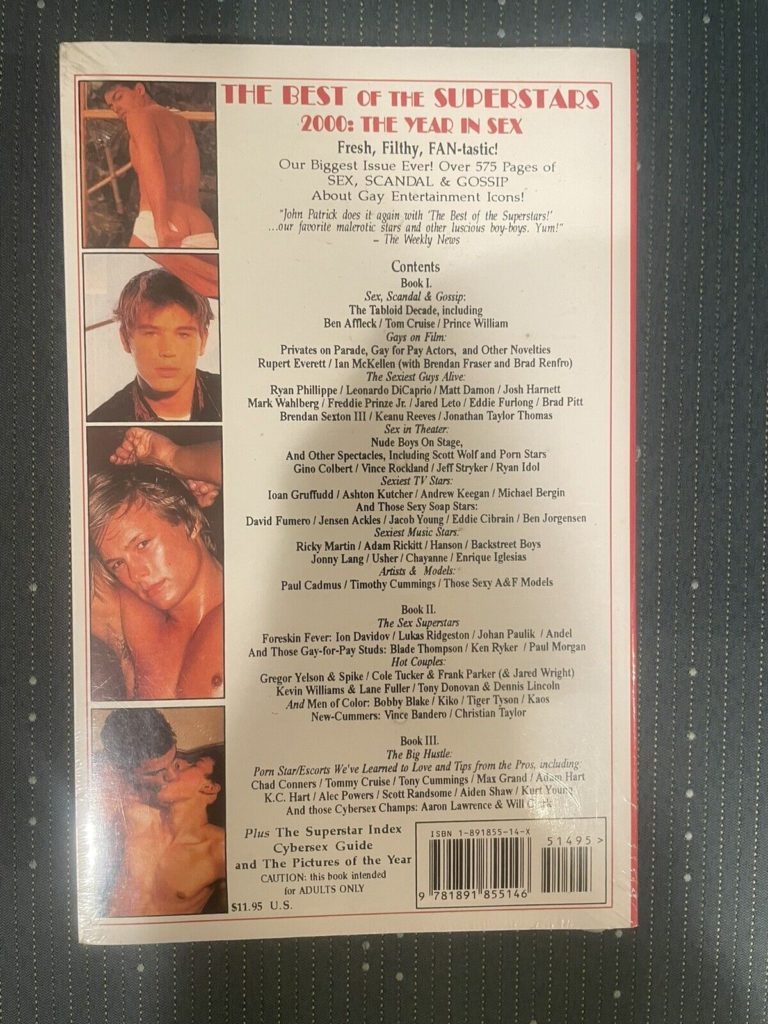 THE BEST OF THE SUPERSTARS
2000: THE YEAR IN SEX
Fresh, Filthy, FAN-tastic!
Our Biggest Issue Ever! Over 575 Pages of
SEX, SCANDAL & GOSSIP
About Gay Entertainment Icons!
"John Patrick does it again with 'The Best of the Superstars!'
...our favorite malerotic stars and other luscious boy-boys. Yum!"
– The Weekly News
Contents
Book I.
Sex, Scandal & Gossip:
The Tabloid Decade, including
Ben Affleck / Tom Cruise / Prince William
Gays on Film:
Privates on Parade, Gay for Pay Actors, and Other Novelties
Rupert Everett / Ian McKellen (with Brendan Fraser and Brad Renfro)
The Sexiest Guys Alive:
Ryan Phillippe / Leonardo DiCaprio / Matt Damon / Josh Harnett
Mark Wahlberg / Freddie Prinze Jr. / Jared Leto / Eddie Furlong / Brad Pitt
Brendan Sexton III / Keanu Reeves / Jonathan Taylor Thomas
Sex in Theater:
Nude Boys On Stage,
And Other Spectacles, Including Scott Wolf and Porn Stars
Gino Colbert / Vince Rockland / Jeff Stryker / Ryan Idol
Sexiest TV Stars:
Ioan Gruffudd / Ashton Kutcher / Andrew Keegan / Michael Bergin
And Those Sexy Soap Stars:
David Fumero / Jensen Ackles / Jacob Young / Eddie Cibrain / Ben Jorgensen
Sexiest Music Stars:
Ricky Martin / Adam Rickitt / Hanson / Backstreet Boys
Jonny Lang / Usher / Chayanne / Enrique Iglesias
Artists & Models:
Paul Cadmus / Timothy Cummings / Those Sexy A&F Models
Book II.
The Sex Superstars
Foreskin Fever: Ion Davidov / Lukas Ridgeston / Johan Paulik / Andel
And Those Gay-for-Pay Studs: Blade Thompson / Ken Ryker / Paul Morgan
Hot Couples:
Gregor Yelson & Spike / Cole Tucker & Frank Parker (& Jared Wright)
Kevin Williams & Lane Fuller / Tony Donovan & Dennis Lincoln
And Men of Color: Bobby Blake / Kiko / Tiger Tyson / Kaos
New-Cummers: Vince Bandero / Christian Taylor
Book III.
The Big Hustle:
Porn Star/Escorts We've Learned to Love and Tips from the Pros, including:
Chad Conners / Tommy Cruise / Tony Cummings / Max Grand / Adam Hart
K.C. Hart / Alec Powers / Scott Randsome / Aiden Shaw / Kurt Young
And those Cybersex Champs: Aaron Lawrence & Will Clark
Plus The Superstar Index
Cybersex Guide
and The Pictures of the Year
CAUTION: this book intended
for ADULTS ONLY
$11.95 U.S.
ISBN 1-891855-14-X
51495 >
9 781891 855146